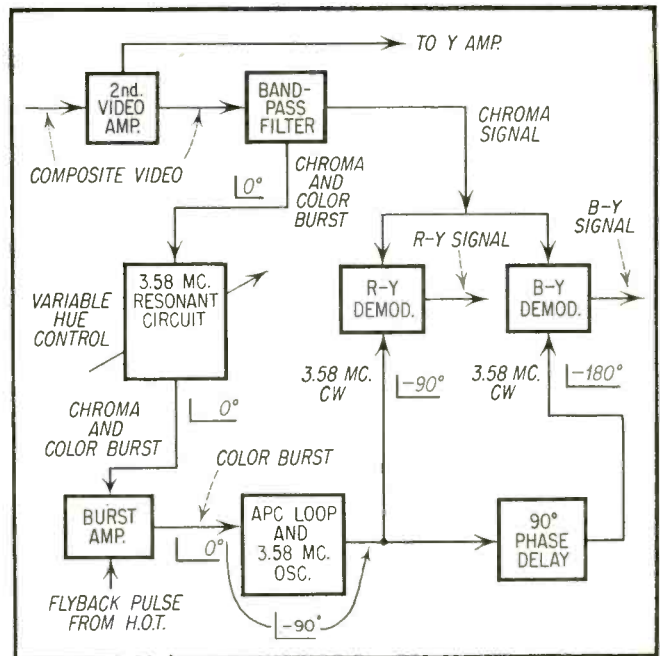 TO Y AMP.
2nd.
VIDEO
AMP.
BAND-
PASS
FILTER
CHROMA
SIGNAL
COMPOSITE VIDEO
0°
CHROMA
AND
COLOR
BURST
R-Y SIGNAL
B-Y
SIGNAL
VARIABLE
HUE
CONTROL
3.58 MC.
RESONANT
CIRCUIT
R-Y
DEMOD.
B-Y
DEMOD.
3.58 MC.
CW
-90°
3.58 MC.
CW
-180°
CHROMA
AND
COLOR BURST
0°
COLOR BURST
BURST
AMP.
0°
APC LOOP
AND
3.58 MC.
OSC.
90°
PHASE
DELAY
FLYBACK PULSE
FROM H.O.T.
-90°